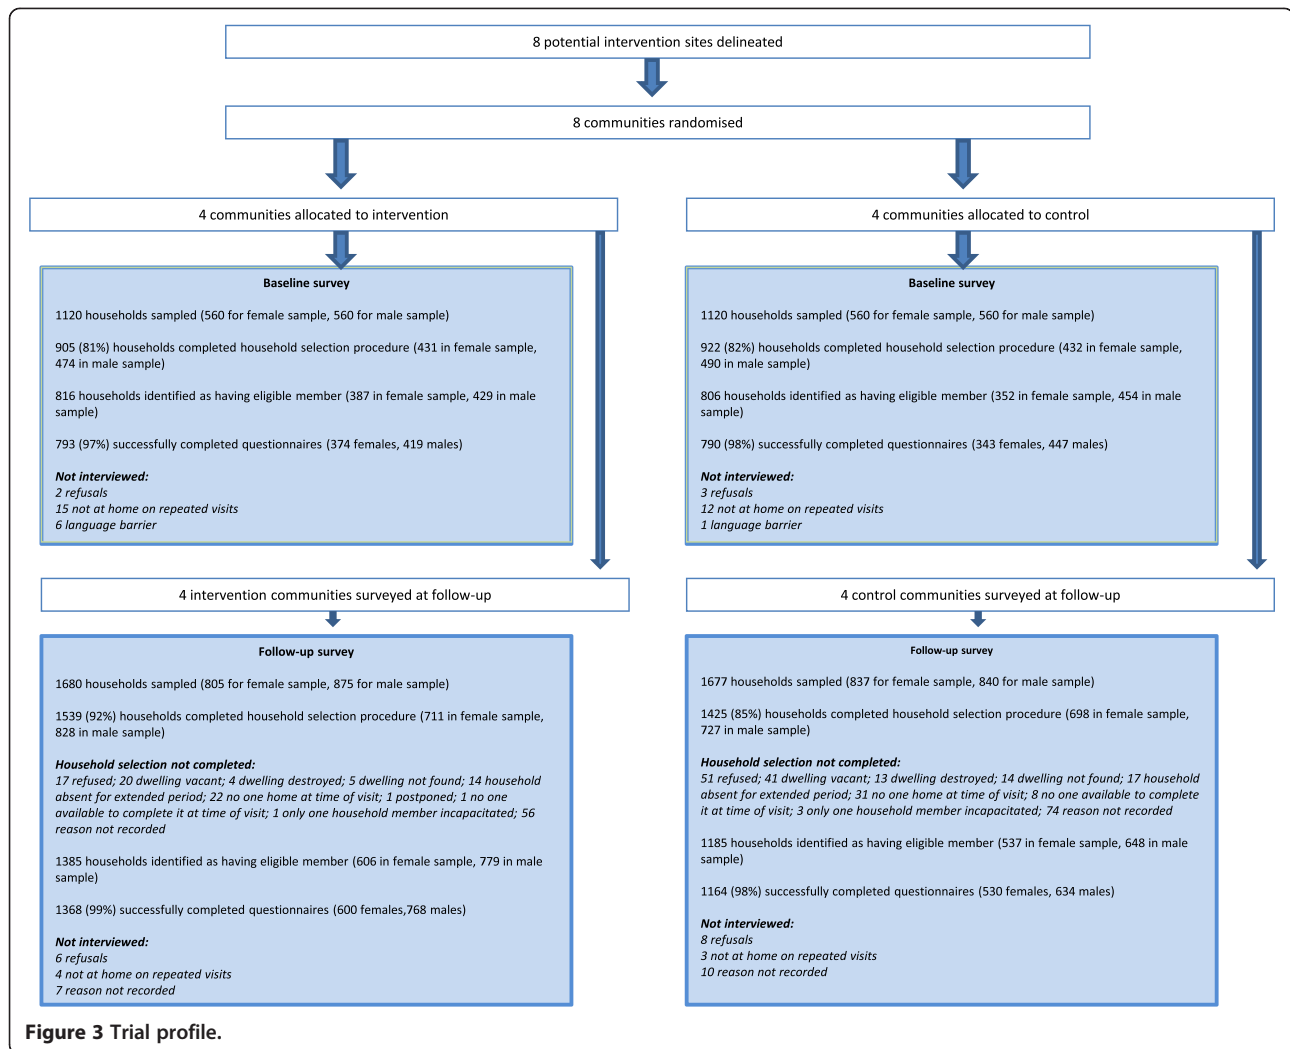 8 potential intervention sites delineated
8 communities randomised
4 communities allocated to intervention
4 communities allocated to control
Baseline survey
1120 households sampled (560 for female sample, 560 for male sample)
905 (81%) households completed household selection procedure (431 in female sample,
474 in male sample)
816 households identified as having eligible member (387 in female sample, 429 in male
sample)
793 (97%) successfully completed questionnaires (374 females, 419 males)
Not interviewed:
2 refusals
15 not at home on repeated visits
6 language barrier
Baseline survey
1120 households sampled (560 for female sample, 560 for male sample)
922 (82%) households completed household selection procedure (432 in female sample,
490 in male sample)
806 households identified as having eligible member (352 in female sample, 454 in male
sample)
790 (98%) successfully completed questionnaires (343 females, 447 males)
Not interviewed:
3 refusals
12 not at home on repeated visits
1 language barrier
4 intervention communities surveyed at follow-up
4 control communities surveyed at follow-up
Follow-up survey
1680 households sampled (805 for female sample, 875 for male sample)
1539 (92%) households completed household selection procedure (711 in female sample,
828 in male sample)
Household selection not completed:
17 refused; 20 dwelling vacant; 4 dwelling destroyed; 5 dwelling not found; 14 household
absent for extended period; 22 no one home at time of visit; 1 postponed; 1 no one
available to complete it at time of visit; 1 only one household member incapacitated; 56
reason not recorded
1385 households identified as having eligible member (606 in female sample, 779 in male
sample)
1368 (99%) successfully completed questionnaires (600 females,768 males)
Not interviewed:
6 refusals
4 not at home on repeated visits
7 reason not recorded
Follow-up survey
1677 households sampled (837 for female sample, 840 for male sample)
1425 (85%) households completed household selection procedure (698 in female sample,
727 in male sample)
Household selection not completed:
51 refused; 41 dwelling vacant; 13 dwelling destroyed; 14 dwelling not found; 17 household
absent for extended period; 31 no one home at time of visit; 8 no one available to complete
it at time of visit; 3 only one household member incapacitated; 74 reason not recorded
1185 households identified as having eligible member (537 in female sample, 648 in male
sample)
1164 (98%) successfully completed questionnaires (530 females, 634 males)
Not interviewed:
8 refusals
3 not at home on repeated visits
10 reason not recorded
Figure 3 Trial profile.